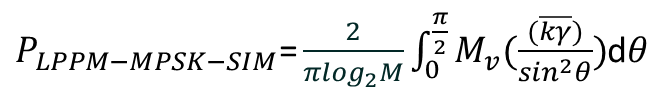 $P_{LPPM-MPSK-SIM} = \frac{2}{\pi log_2 M} \int_0^{\frac{\pi}{2}} M_v(\frac{(\overline{k\gamma})}{sin^2\theta})d\theta$